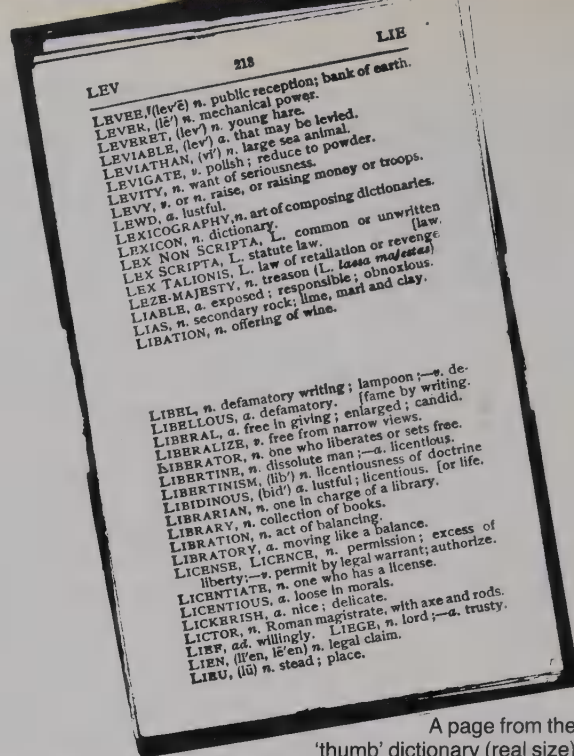 LEV 213 LIE
LEVEE, (lev'ē) n. public reception; bank of earth.
LEVER, (lē') n. mechanical power.
LEVERET, (lev') n. young hare.
LEVIABLE, (lev') a. that may be levied.
LEVIATHAN, (vī') n. large sea animal.
LEVIGATE, v. polish; reduce to powder.
LEVITY, n. want of seriousness.
LEVY, v. or n. raise, or raising money or troops.
LEWD, a. lustful.
LEXICOGRAPHY, n. art of composing dictionaries.
LEXICON, n. dictionary.
LEX NON SCRIPTA, L. common or unwritten
LEX SCRIPTA, L. statute law. [law.
LEX TALIONIS, L. law of retaliation or revenge
LEZE-MAJESTY, n. treason (L. laesa majestas)
LIABLE, a. exposed; responsible; obnoxious.
LIAS, n. secondary rock; lime, marl and clay.
LIBATION, n. offering of wine.
LIBEL, n. defamatory writing; lampoon;—v. de-
LIBELLOUS, a. defamatory. [fame by writing.
LIBERAL, a. free in giving; enlarged; candid.
LIBERALIZE, v. free from narrow views.
LIBERATOR, n. one who liberates or sets free.
LIBERTINE, n. dissolute man;—a. licentious.
LIBERTINISM, (lib') n. licentiousness of doctrine
LIBIDINOUS, (bid') a. lustful; licentious. [or life.
LIBRARIAN, n. one in charge of a library.
LIBRARY, n. collection of books.
LIBRATION, n. act of balancing.
LIBRATORY, a. moving like a balance.
LICENSE, LICENCE, n. permission; excess of
liberty;—v. permit by legal warrant; authorize.
LICENTIATE, n. one who has a license.
LICENTIOUS, a. loose in morals.
LICKERISH, a. nice; delicate.
LICTOR, n. Roman magistrate, with axe and rods.
LIEF, ad. willingly. LIEGE, n. lord;—a. trusty.
LIEN, (lī'en, lē'en) n. legal claim.
LIEU, (lū) n. stead; place.
A page from the
'thumb' dictionary (real size)